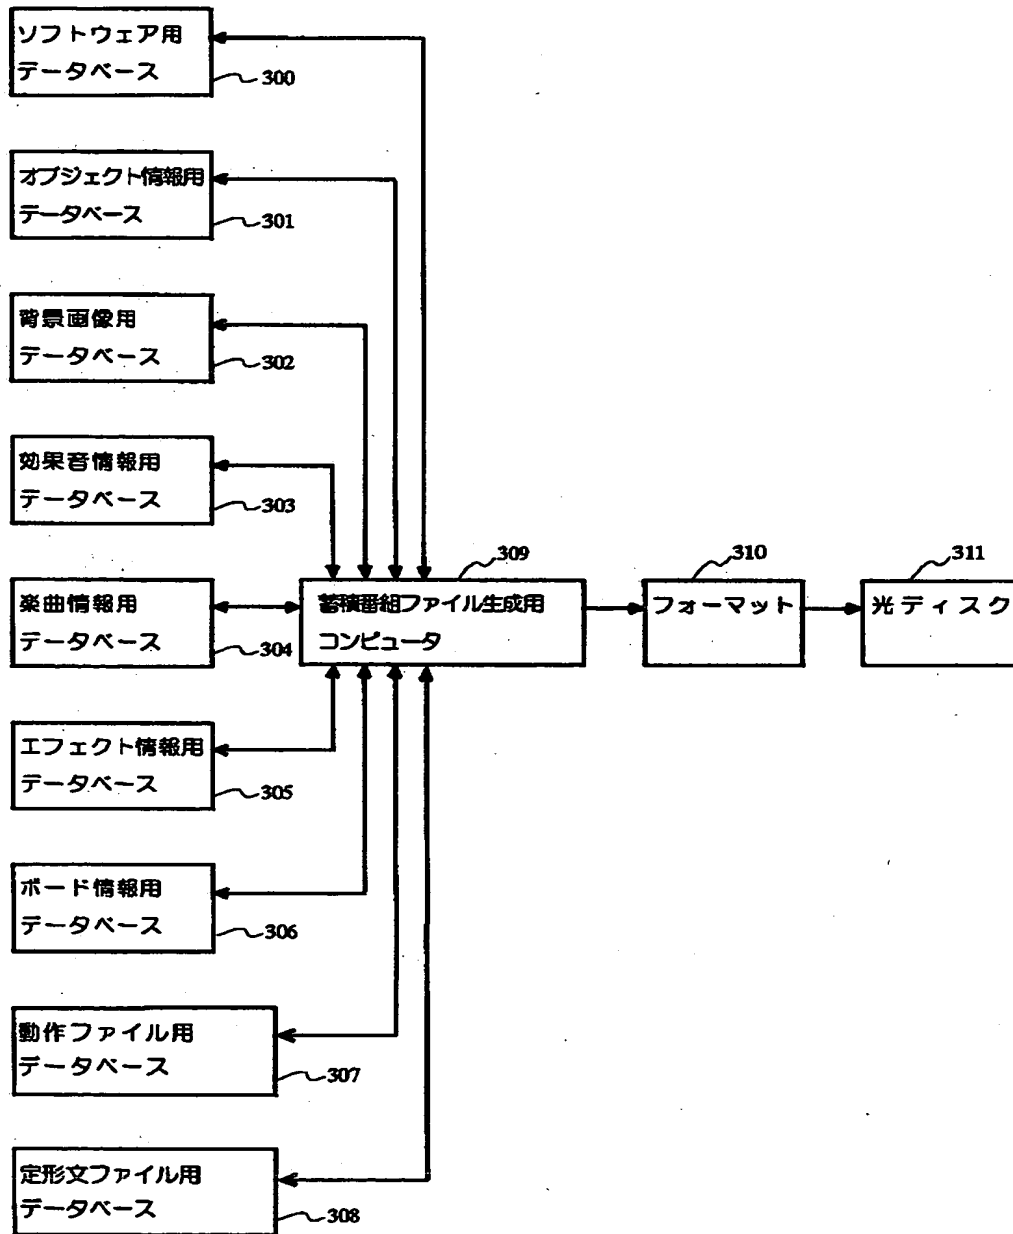 ソフトウェア用
データベース
300
オブジェクト情報用
データベース
301
背景画像用
データベース
302
効果音情報用
データベース
303
楽曲情報用
データベース
304
エフェクト情報用
データベース
305
ボード情報用
データベース
306
動作ファイル用
データベース
307
定形文ファイル用
データベース
308
309
蓄積番組ファイル生成用
コンピュータ
310
フォーマット
311
光ディスク